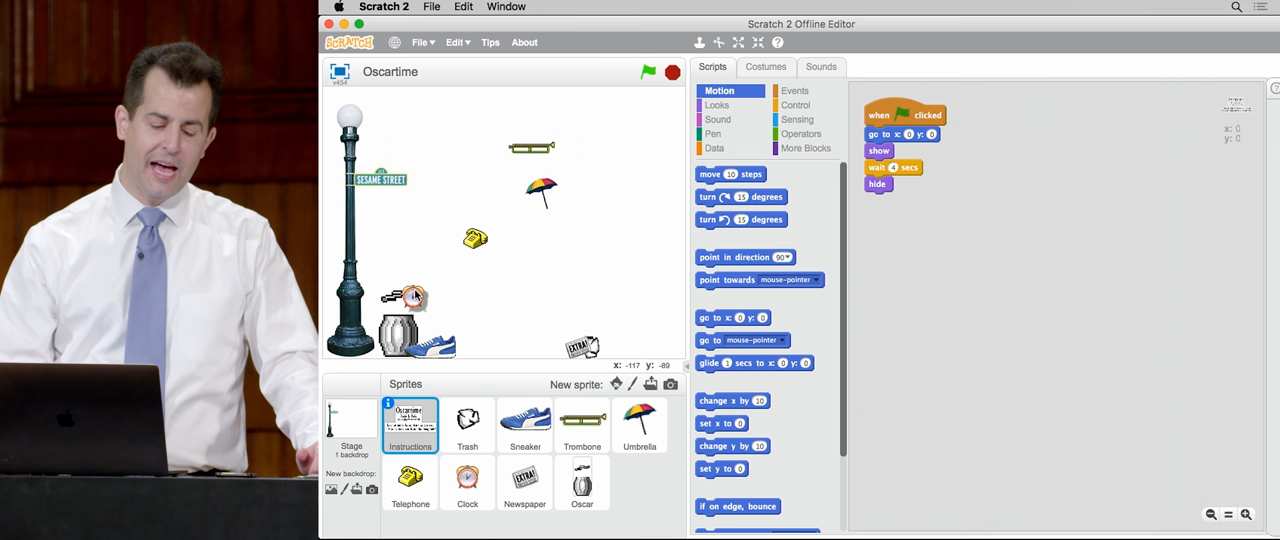 Scratch 2 File Edit Window
Scratch 2 Offline Editor
SCRATCH File Edit Tips About
Oscartime
v454
SESAME STREET
EXTRA!
x: -117 y: -89
Sprites New sprite:
Stage
1 backdrop
New backdrop:
Oscartime
Instructions
Trash
Sneaker
Trombone
Umbrella
Telephone
Clock
EXTRA!
Newspaper
Oscar
Scripts Costumes Sounds
Motion Events
Looks Control
Sound Sensing
Pen Operators
Data More Blocks
move 10 steps
turn 15 degrees
turn 15 degrees
point in direction 90
point towards mouse-pointer
go to x: 0 y: 0
go to mouse-pointer
glide 1 secs to x: 0 y: 0
change x by 10
set x to 0
change y by 10
set y to 0
if on edge, bounce
when clicked
go to x: 0 y: 0
show
wait 4 secs
hide
x: 0
y: 0